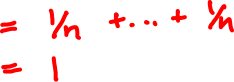 = 1/n +...+ 1/n
= 1